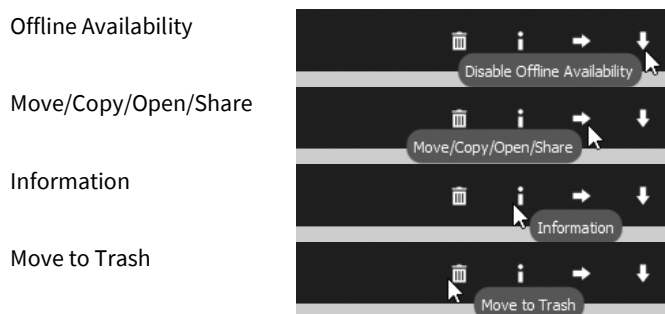 Offline Availability
Disable Offline Availability
Move/Copy/Open/Share
Move/Copy/Open/Share
Information
Information
Move to Trash
Move to Trash